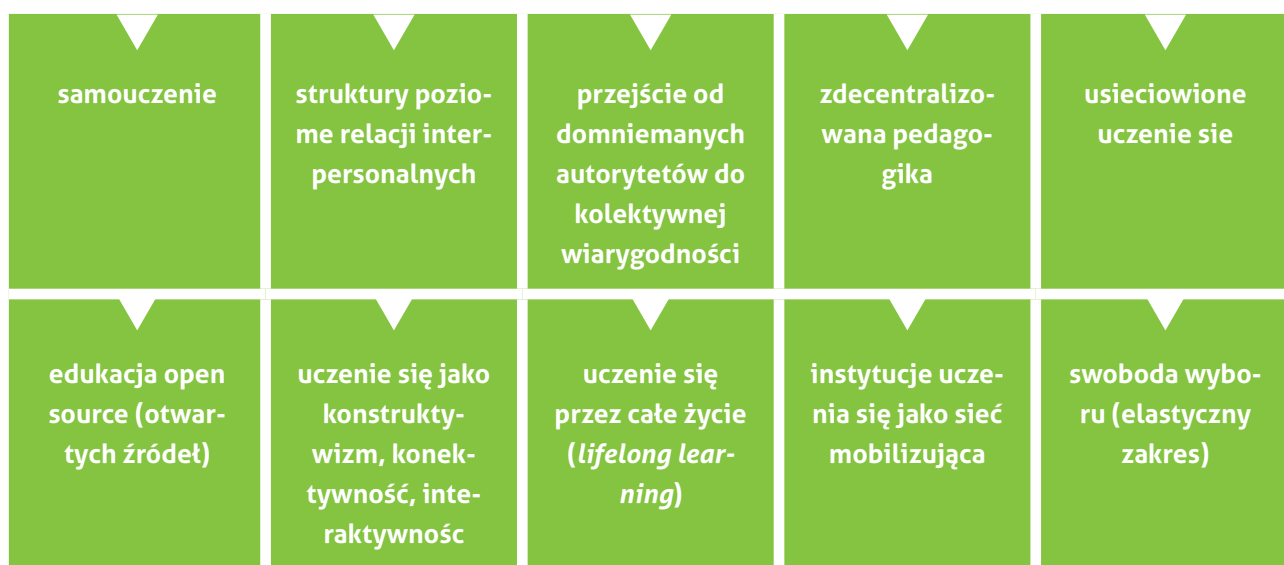 samouczenie
struktury pozio-
me relacji inter-
personalnych
przejście od
domniemanych
autorytetów do
kolektywnej
wiarygodności
zdecentralizo-
wana pedago-
gika
usieciowione
uczenie sie
edukacja open
source (otwar-
tych źródeł)
uczenie się jako
konstrukty-
wizm, konek-
tywność, inte-
raktywnośc
uczenie się
przez całe życie
(lifelong lear-
ning)
instytucje ucze-
nia się jako sieć
mobilizująca
swoboda wybo-
ru (elastyczny
zakres)